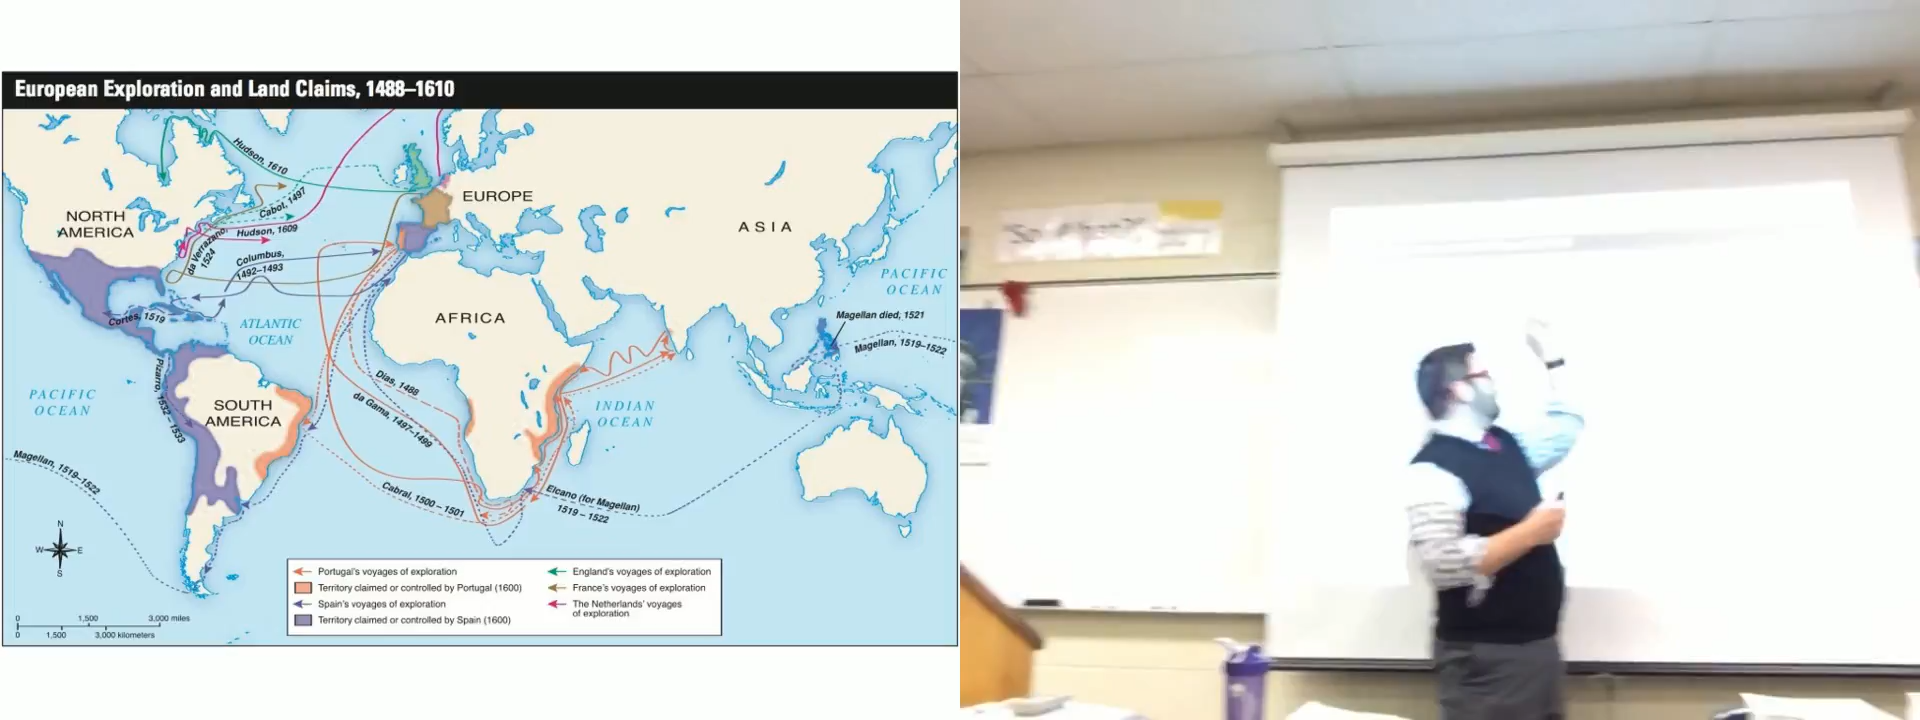 European Exploration and Land Claims, 1488–1610
Hudson, 1610
EUROPE
Cabot, 1497
NORTH
AMERICA
Hudson, 1609
da Verrazano,
1524
ASIA
Columbus,
1492–1493
PACIFIC
OCEAN
Cortés, 1519
ATLANTIC
OCEAN
AFRICA
Magellan died, 1521
Magellan, 1519–1522
Pizarro, 1532–1533
Dias, 1488
da Gama, 1497–1499
PACIFIC
OCEAN
SOUTH
AMERICA
INDIAN
OCEAN
Magellan, 1519–1522
Cabral, 1500–1501
Elcano (for Magellan)
1519–1522
N
W
E
S
0 1,500 3,000 miles
0 1,500 3,000 kilometers
Portugal's voyages of exploration
Territory claimed or controlled by Portugal (1600)
Spain's voyages of exploration
Territory claimed or controlled by Spain (1600)
England's voyages of exploration
France's voyages of exploration
The Netherlands' voyages
of exploration